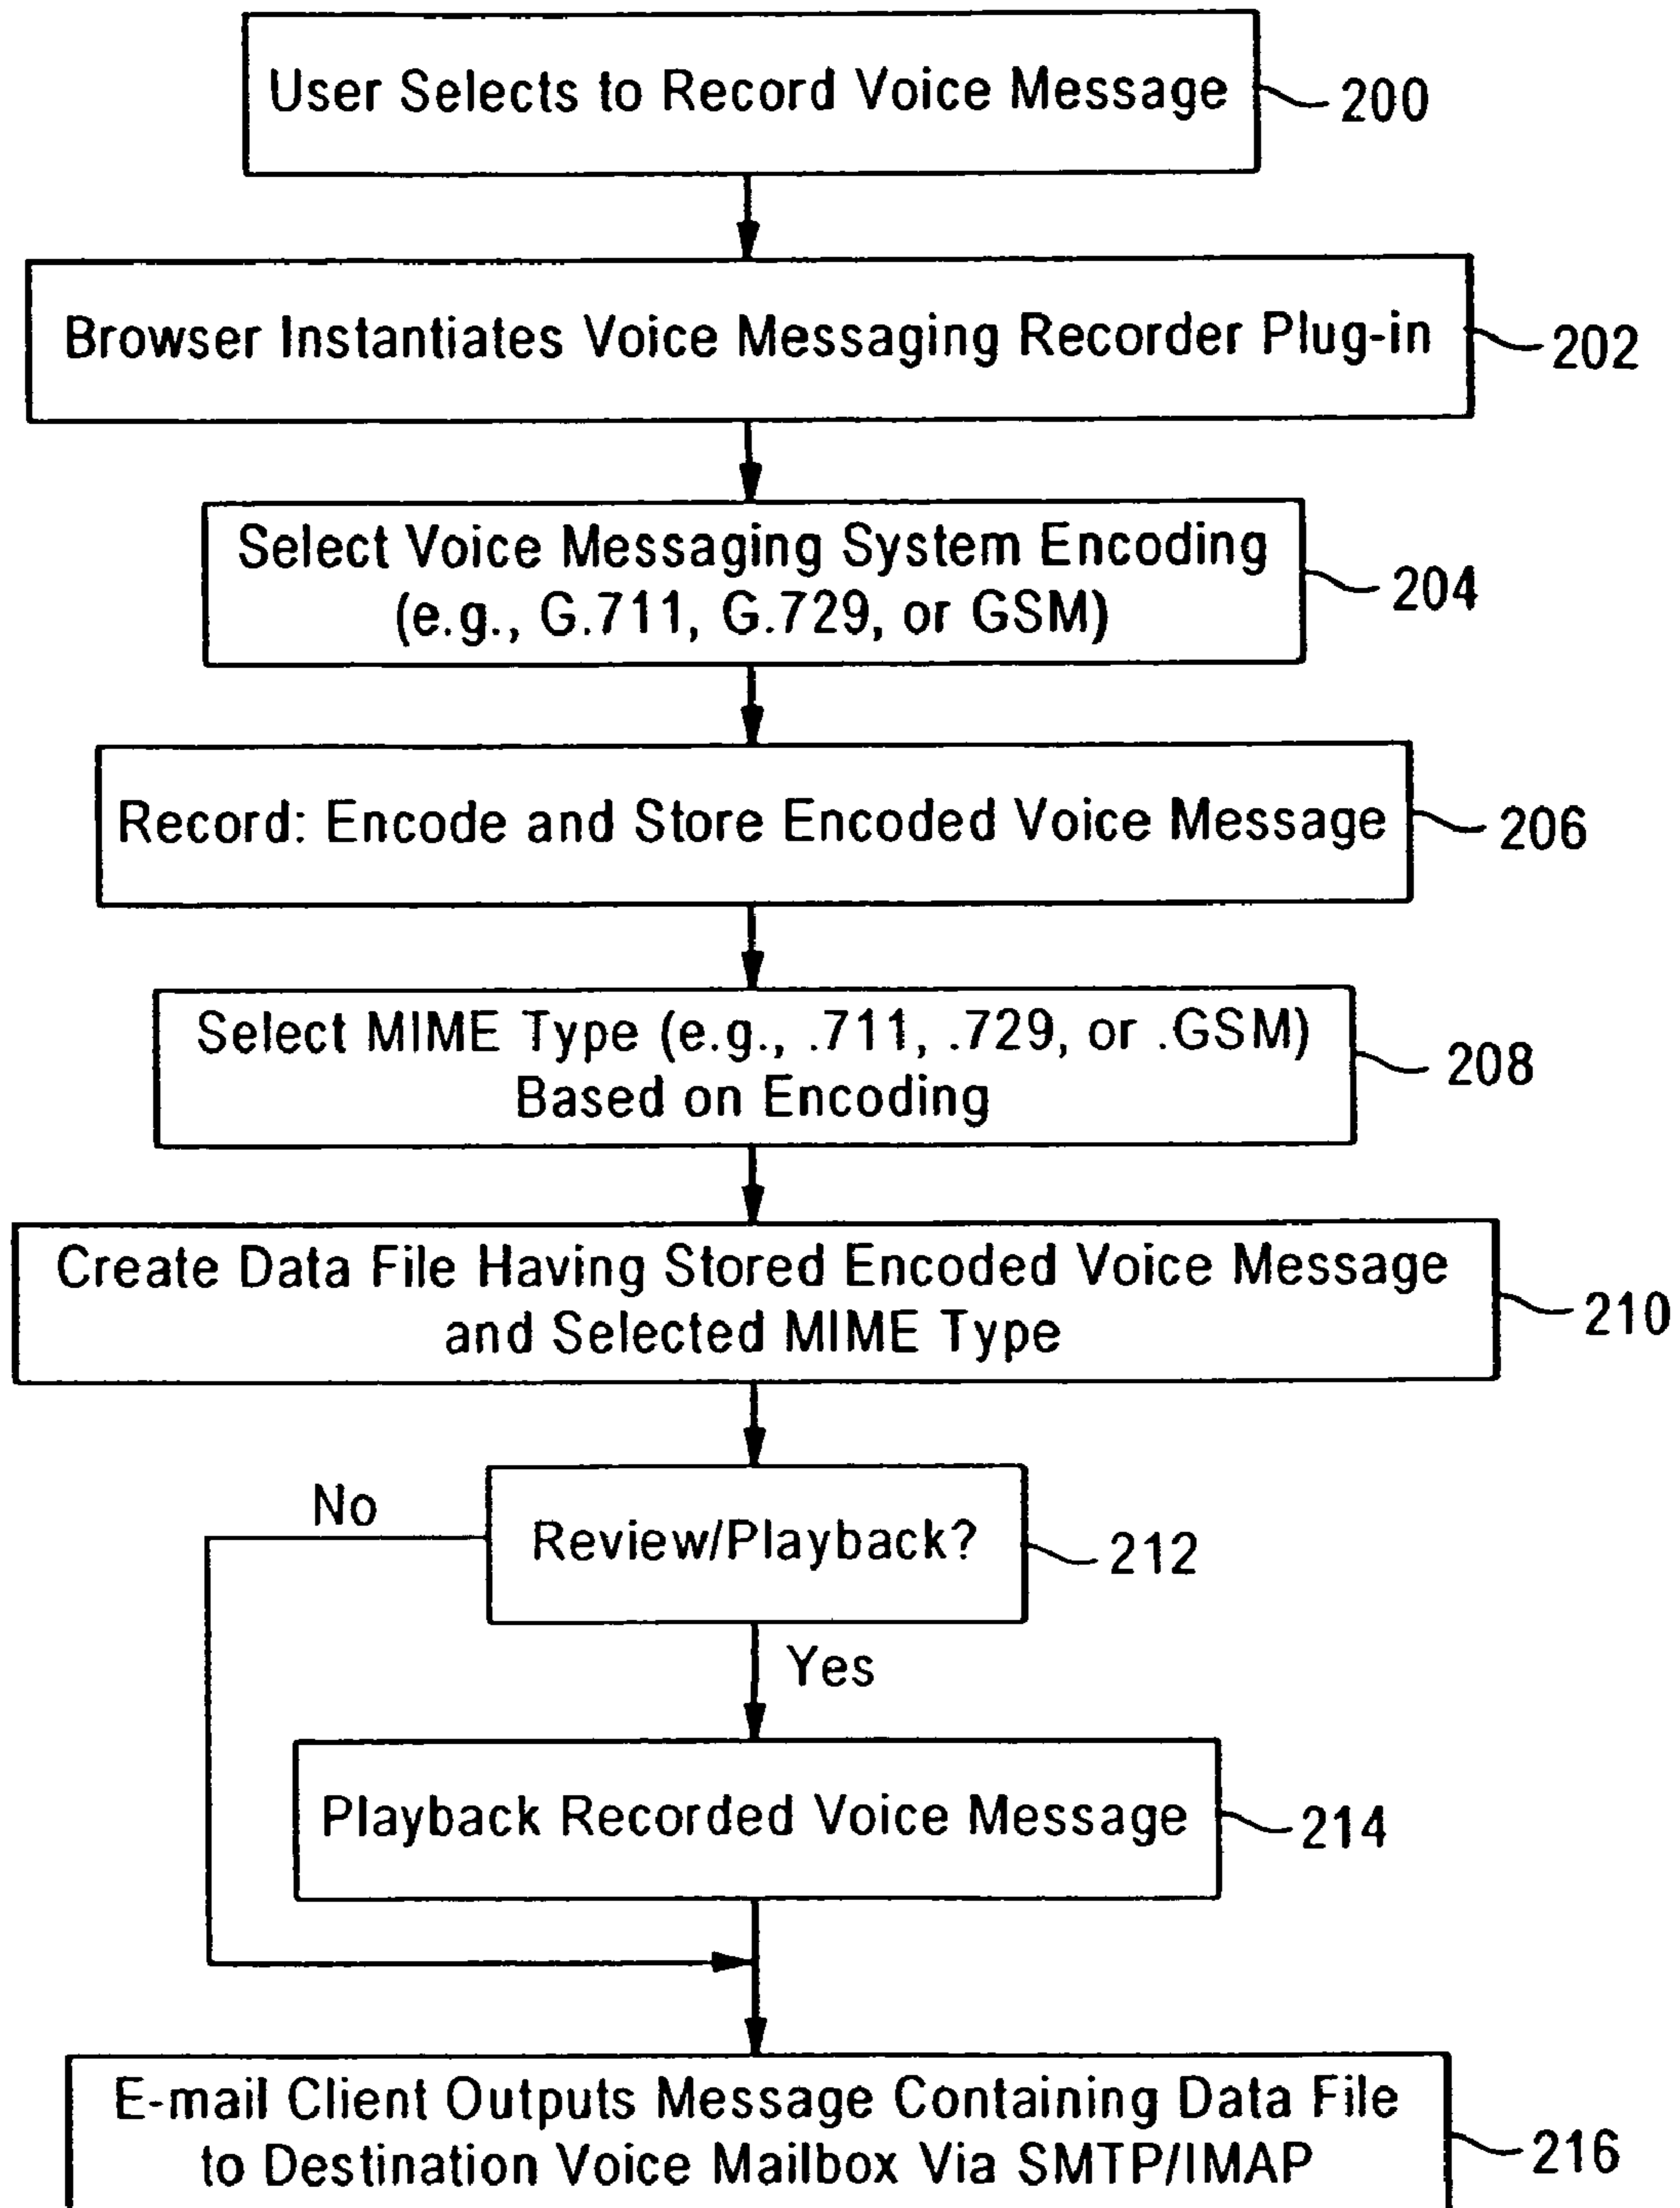 User Selects to Record Voice Message
200
Browser Instantiates Voice Messaging Recorder Plug-in
202
Select Voice Messaging System Encoding
(e.g., G.711, G.729, or GSM)
204
Record: Encode and Store Encoded Voice Message
206
Select MIME Type (e.g., .711, .729, or .GSM)
Based on Encoding
208
Create Data File Having Stored Encoded Voice Message
and Selected MIME Type
210
No
Review/Playback?
212
Yes
Playback Recorded Voice Message
214
E-mail Client Outputs Message Containing Data File
to Destination Voice Mailbox Via SMTP/IMAP
216